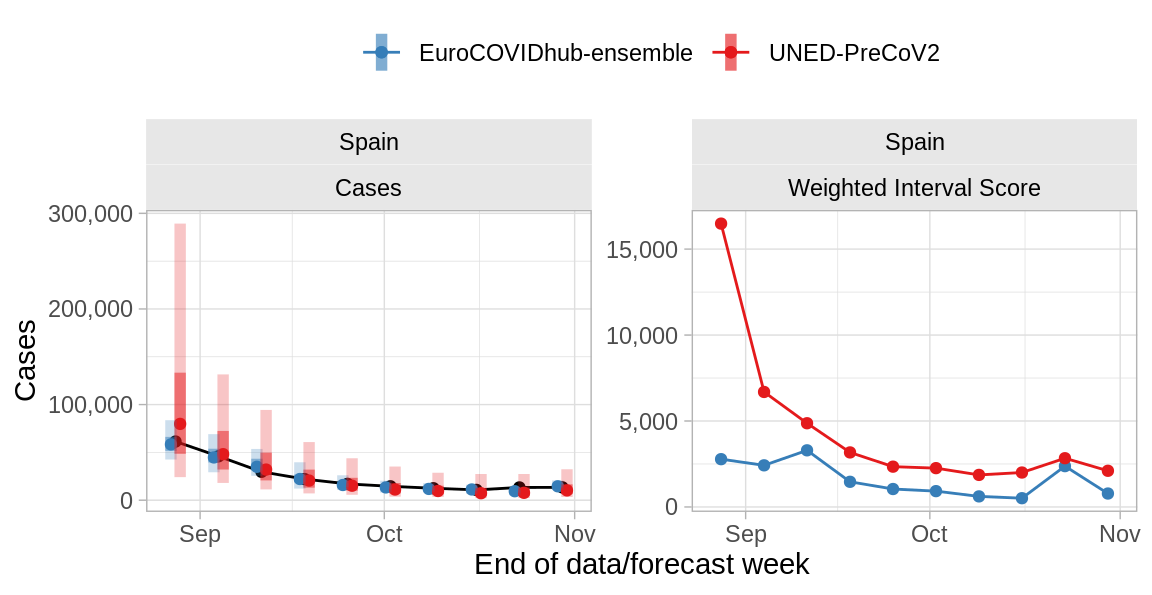 EuroCOVIDhub-ensemble UNED-PreCoV2
Spain
Cases
300,000
200,000
100,000
0
Cases
Sep Oct Nov
Spain
Weighted Interval Score
15,000
10,000
5,000
0
Sep Oct Nov
End of data/forecast week